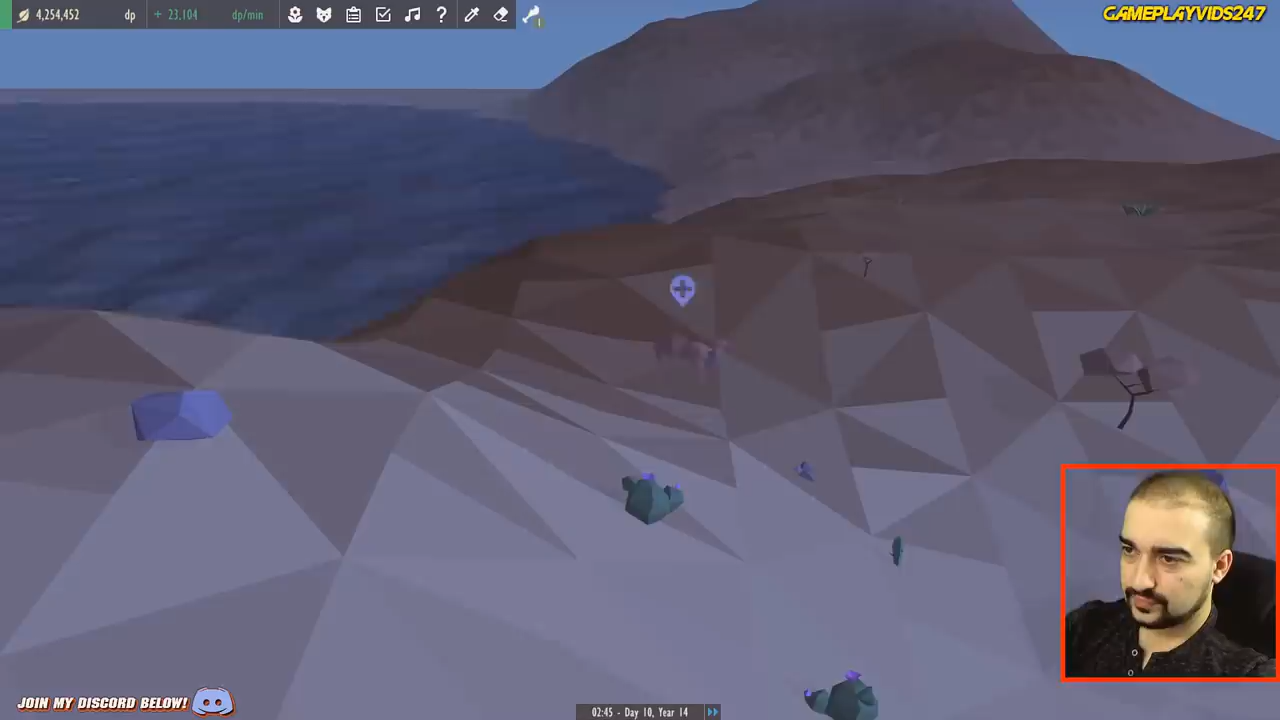 4,254,452 dp + 23,104 dp/min ?
GAMEPLAYVIDS247
JOIN MY DISCORD BELOW!
02:45 - Day 10, Year 14